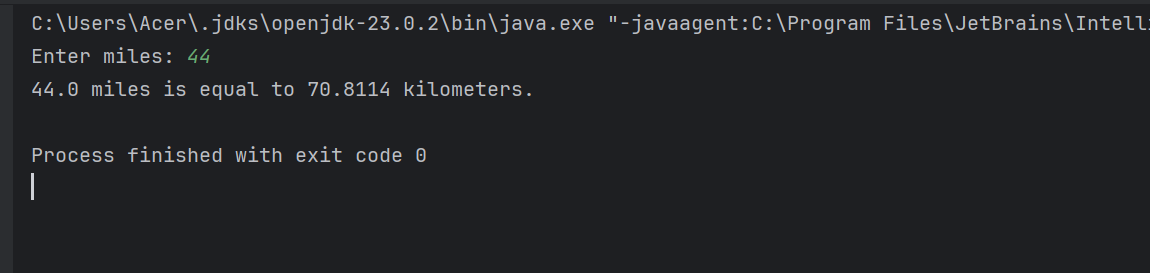 C:\Users\Acer\.jdks\openjdk-23.0.2\bin\java.exe "-javaagent:C:\Program Files\JetBrains\Intelli
Enter miles: 44
44.0 miles is equal to 70.8114 kilometers.
Process finished with exit code 0